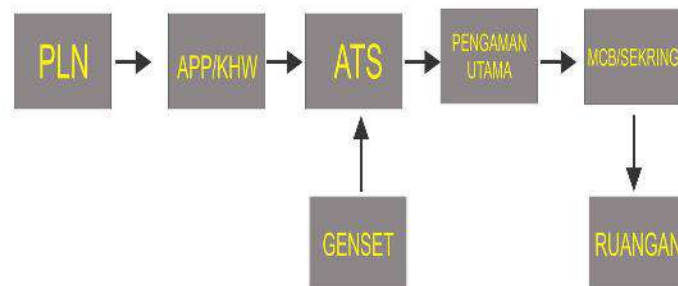 PLN
APP/KHW
ATS
PENGAMAN
UTAMA
MCB/SEKRING
GENSET
RUANGAN